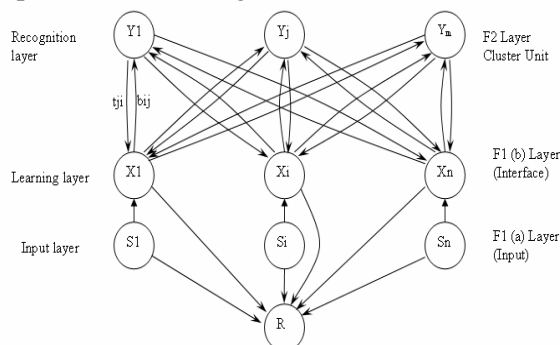 Recognition
layer
Y1
Yj
Ym
F2 Layer
Cluster Unit
tji
bij
Learning layer
X1
Xi
Xn
F1 (b) Layer
(Interface)
Input layer
S1
Si
Sn
F1 (a) Layer
(Input)
R